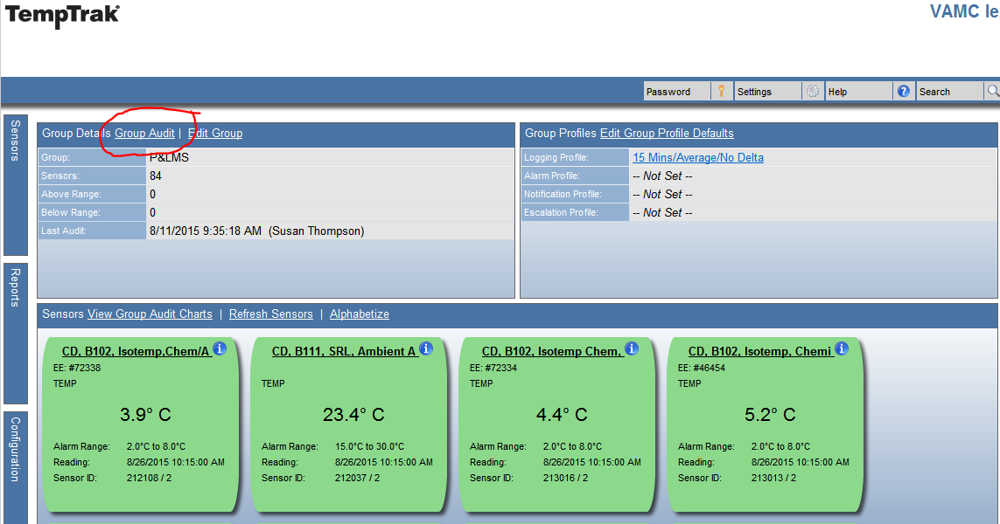 TempTrak
VAMC le
Password Settings Help Search
Sensors
Group Details Group Audit | Edit Group
Group: P&LMS
Sensors: 84
Above Range: 0
Below Range: 0
Last Audit: 8/11/2015 9:35:18 AM (Susan Thompson)
Group Profiles Edit Group Profile Defaults
Logging Profile: 15 Mins/Average/No Delta
Alarm Profile: -- Not Set --
Notification Profile: -- Not Set --
Escalation Profile: -- Not Set --
Reports
Sensors View Group Audit Charts | Refresh Sensors | Alphabetize
CD, B102, Isotemp,Chem/A
EE: #72338
TEMP
3.9° C
Alarm Range: 2.0°C to 8.0°C
Reading: 8/26/2015 10:15:00 AM
Sensor ID: 212108 / 2
CD, B111, SRL, Ambient A
TEMP
23.4° C
Alarm Range: 15.0°C to 30.0°C
Reading: 8/26/2015 10:15:00 AM
Sensor ID: 212037 / 2
CD, B102, Isotemp Chem,
EE: #72334
TEMP
4.4° C
Alarm Range: 2.0°C to 8.0°C
Reading: 8/26/2015 10:15:00 AM
Sensor ID: 213016 / 2
CD, B102, Isotemp, Chemi
EE: #46454
TEMP
5.2° C
Alarm Range: 2.0°C to 8.0°C
Reading: 8/26/2015 10:15:00 AM
Sensor ID: 213013 / 2
Configuration